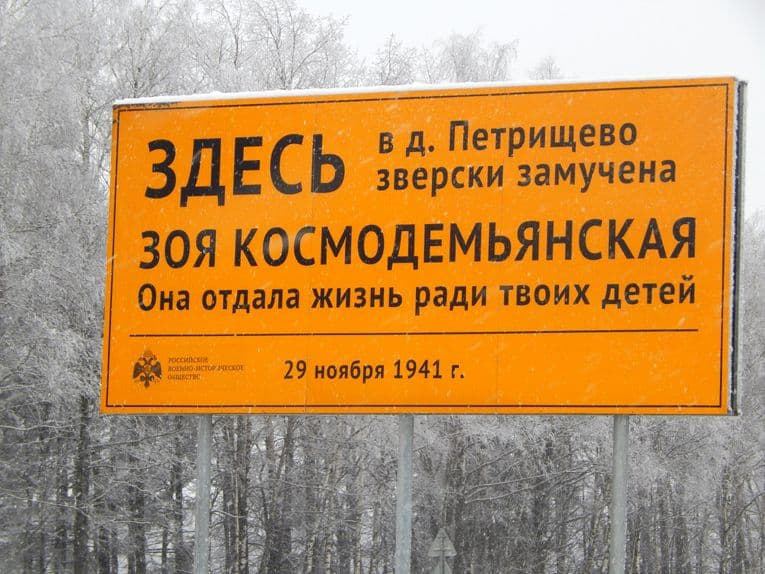 ЗДЕСЬ
в д. Петрищево
зверски замучена
ЗОЯ КОСМОДЕМЬЯНСКАЯ
Она отдала жизнь ради твоих детей
РОССИЙСКОЕ
ВОЕННО-ИСТОРИЧЕСКОЕ
ОБЩЕСТВО
29 ноября 1941 г.